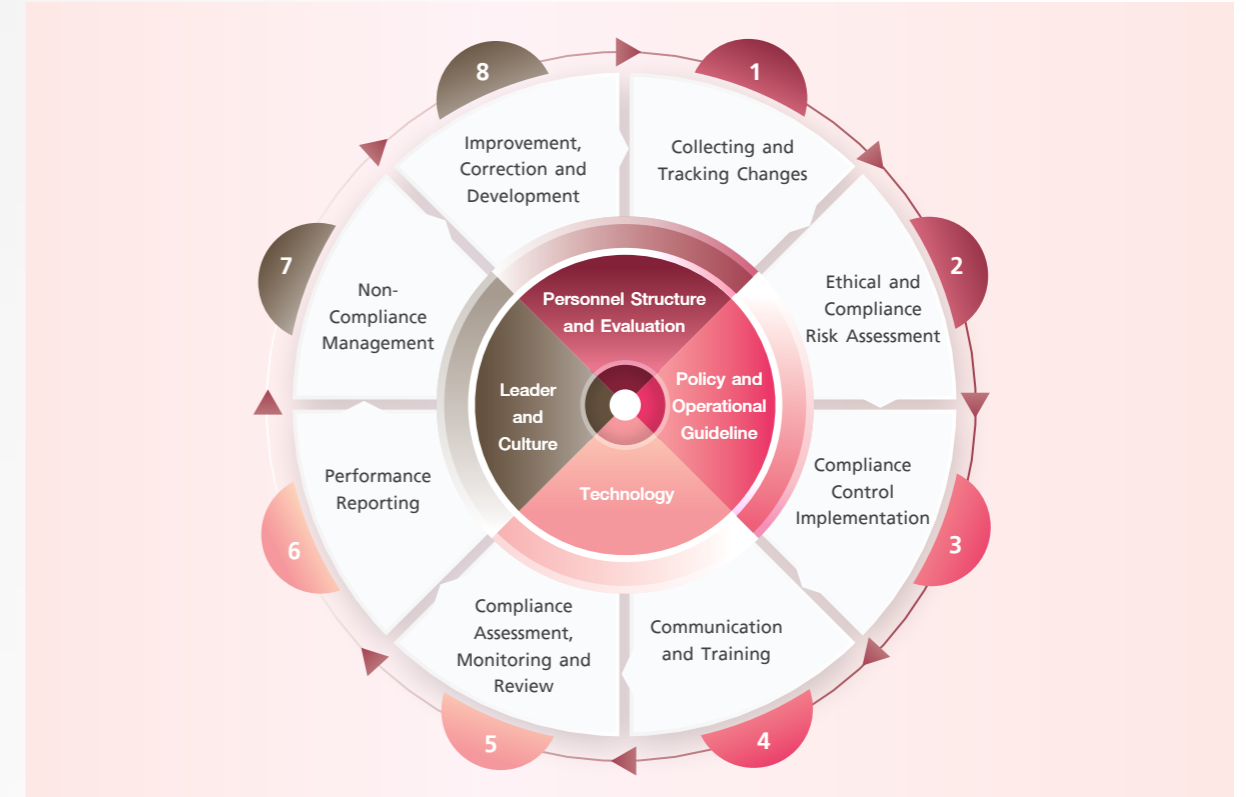 1
Collecting and
Tracking Changes
2
Ethical and
Compliance
Risk Assessment
3
Compliance
Control
Implementation
4
Communication
and Training
5
Compliance
Assessment,
Monitoring and
Review
6
Performance
Reporting
7
Non-
Compliance
Management
8
Improvement,
Correction and
Development
Personnel Structure
and Evaluation
Policy and
Operational
Guideline
Technology
Leader
and
Culture